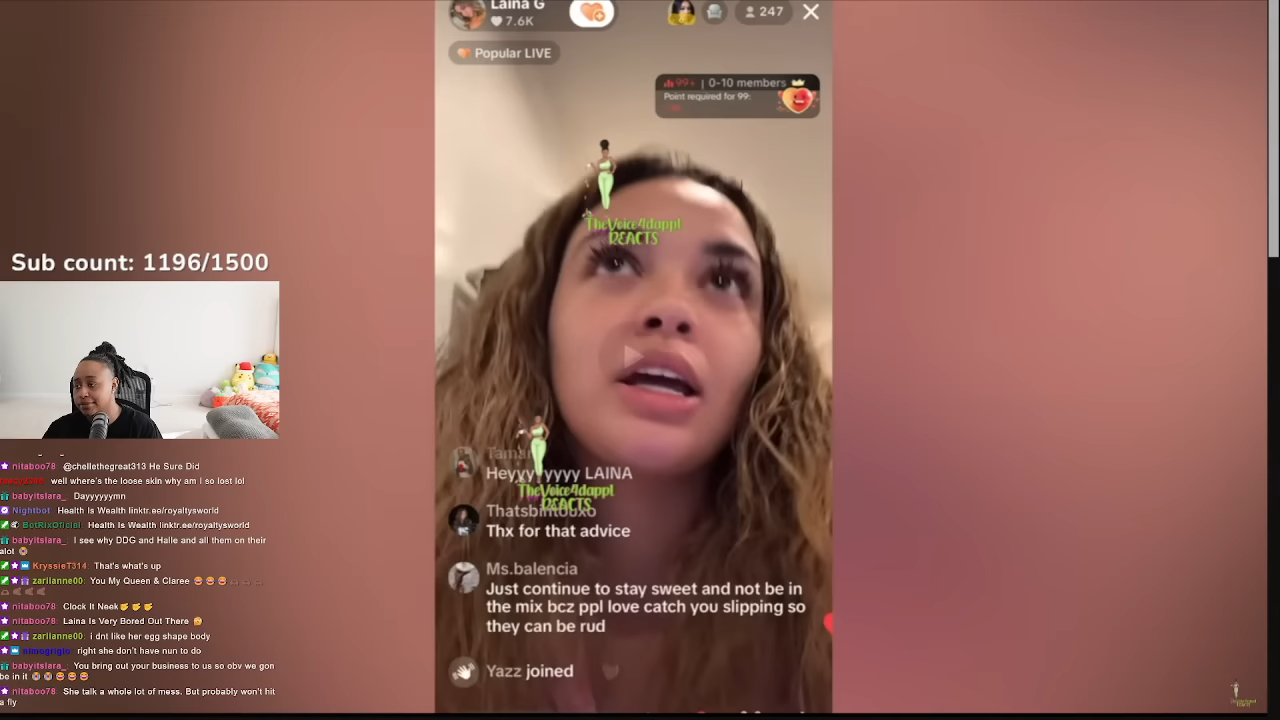 Laina G
7.6K
247
Popular LIVE
99+ | 0-10 members
Point required for 99:
TheVoice4dappl
REACTS
Sub count: 1196/1500
Tamar
Heyyyyyyyy LAINA
TheVoice4dappl
REACTS
Thatsbintouxo
Thx for that advice
Ms.balencia
Just continue to stay sweet and not be in
the mix bcz ppl love catch you slipping so
they can be rud
Yazz joined
nitaboo78: @chellethegreat313 He Sure Did
well where's the loose skin why am I so lost lol
babyitslara_: Dayyyyymn
Nightbot: Health Is Wealth linktr.ee/royaltysworld
BotRixOficial: Health Is Wealth linktr.ee/royaltysworld
babyitslara_: I see why DDG and Halle and all them on their
alot
KryssieT314: That's what's up
zarilanne00: You My Queen & Claree
nitaboo78: Clock It Neek
nitaboo78: Laina Is Very Bored Out There
zarilanne00: i dnt like her egg shape body
right she don't have nun to do
babyitslara_: You bring out your business to us so obv we gon
be in it
nitaboo78: She talk a whole lot of mess. But probably won't hit
a fly